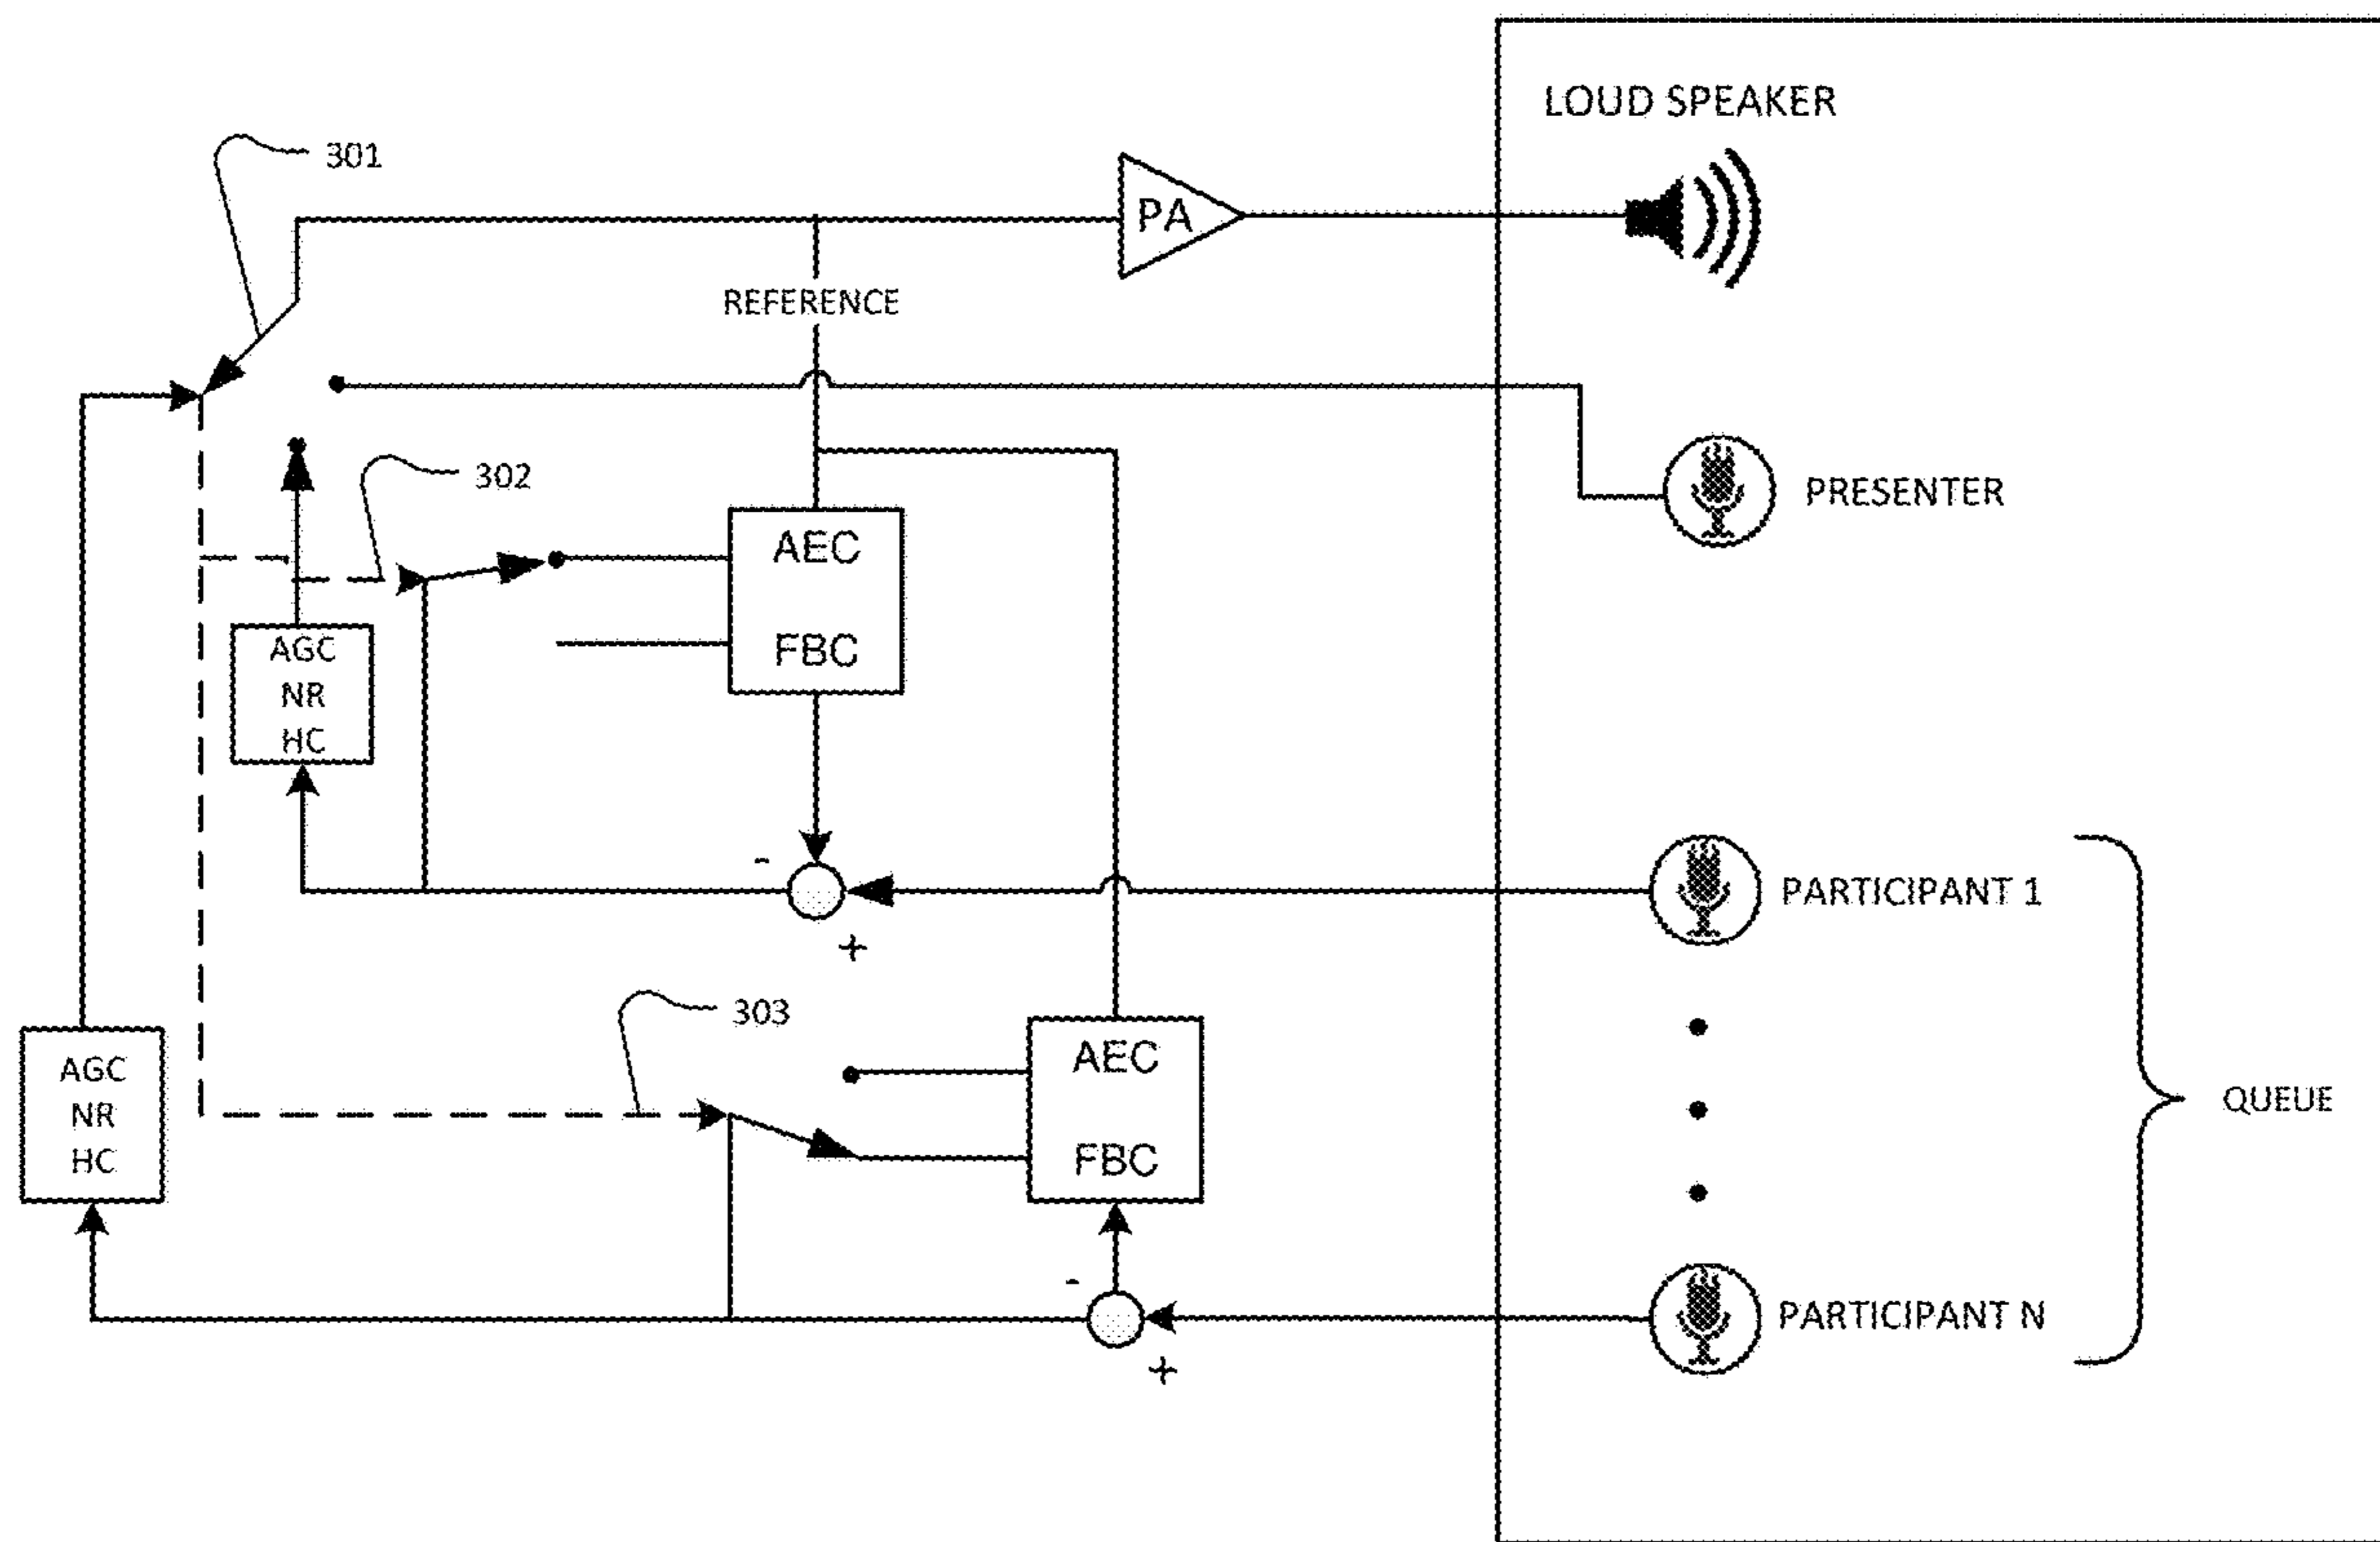 LOUD SPEAKER
301
PA
REFERENCE
302
PRESENTER
AEC
FBC
AGC
NR
HC
-
PARTICIPANT 1
+
303
AEC
FBC
AGC
NR
HC
QUEUE
-
PARTICIPANT N
+